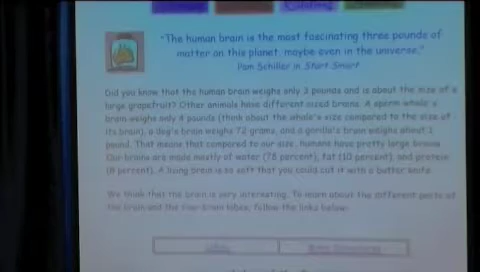 "The human brain is the most fascinating three pounds of
matter on this planet, maybe even in the universe."
Pam Schiller in Start Smart
Did you know that the human brain weighs only 3 pounds and is about the size of a
large grapefruit? Other animals have different sized brains. A sperm whale's
brain weighs only 4 pounds (think about the whale's size compared to the size of
its brain), a dog's brain weighs 72 grams, and a gorilla's brain weighs about 1
pound. That means that compared to our size, humans have pretty large brains.
Our brains are made mostly of water (78 percent), fat (10 percent), and protein
(8 percent). A living brain is so soft that you could cut it with a butter knife.
We think that the brain is very interesting. To learn about the different parts of
the brain and the four brain lobes, follow the links below.